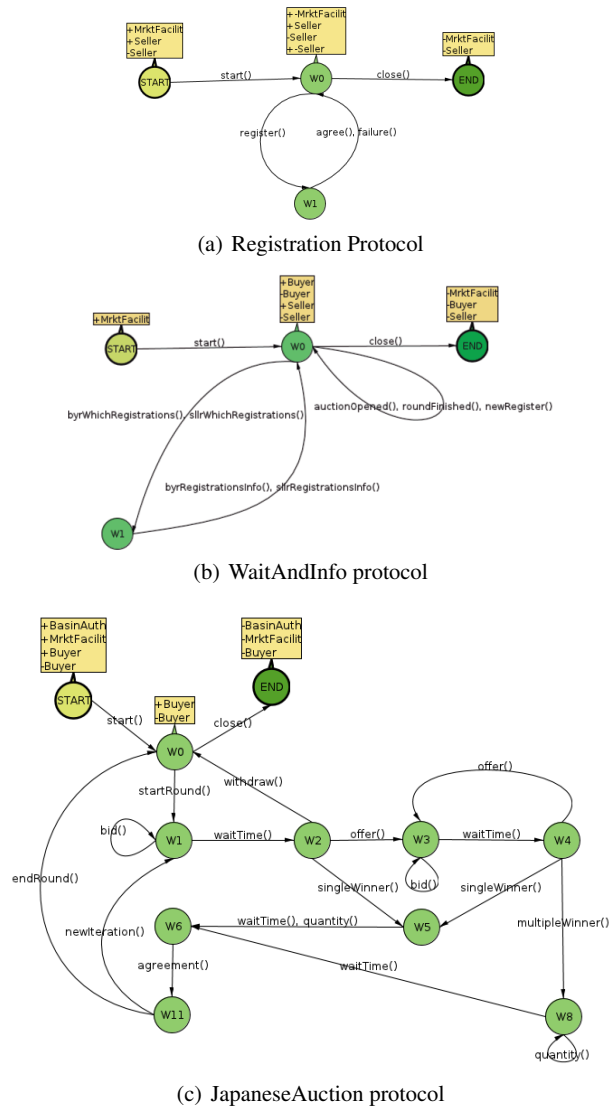 +MrktFacilit
+Seller
-Seller
+-MrktFacilit
+Seller
-Seller
+-Seller
-MrktFacilit
-Seller
START
start()
W0
close()
END
register()
agree(), failure()
W1
(a) Registration Protocol
+MrktFacilit
+Buyer
-Buyer
+Seller
-Seller
-MrktFacilit
-Buyer
-Seller
START
start()
W0
close()
END
byrWhichRegistrations(), sllrWhichRegistrations()
auctionOpened(), roundFinished(), newRegister()
byrRegistrationsInfo(), sllrRegistrationsInfo()
W1
(b) WaitAndInfo protocol
+BasinAuth
+MrktFacilit
+Buyer
-Buyer
-BasinAuth
-MrktFacilit
-Buyer
START
END
+Buyer
-Buyer
start()
close()
W0
startRound()
withdraw()
offer()
bid()
W1
waitTime()
W2
offer()
W3
waitTime()
W4
bid()
endRound()
singleWinner()
singleWinner()
newIteration()
W6
waitTime(), quantity()
W5
multipleWinner()
agreement()
waitTime()
W11
W8
quantity()
(c) JapaneseAuction protocol